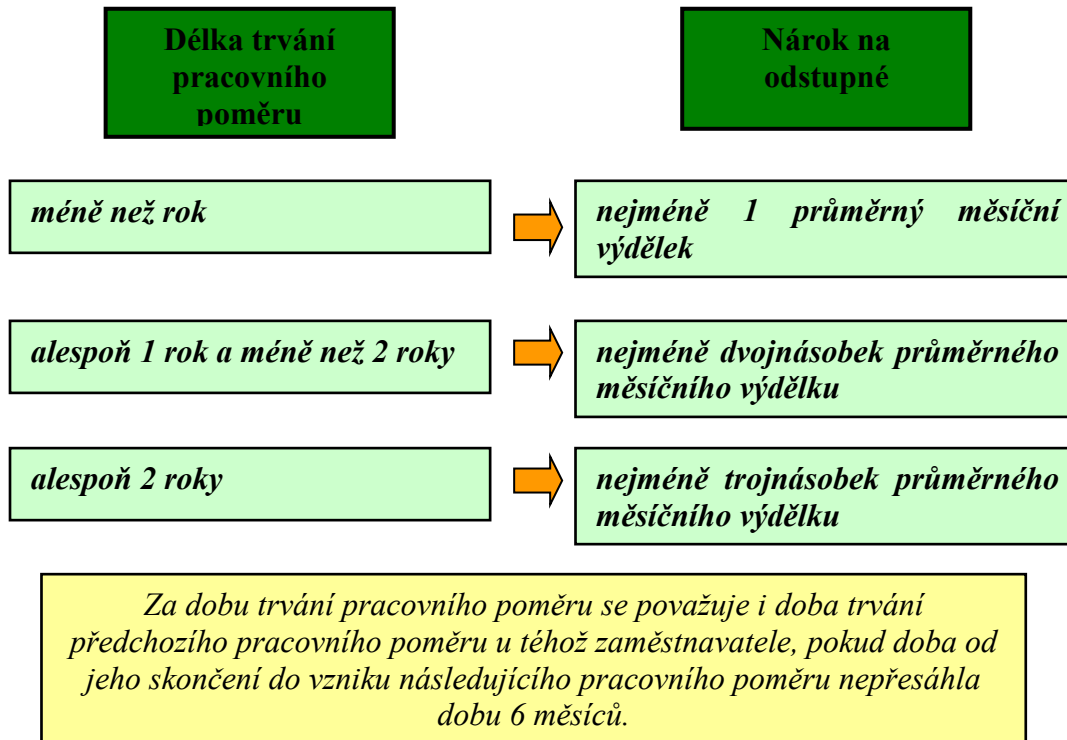 Délka trvání
pracovního
poměru
Nárok na
odstupné
méně než rok
nejméně 1 průměrný měsíční
výdělek
alespoň 1 rok a méně než 2 roky
nejméně dvojnásobek průměrného
měsíčního výdělku
alespoň 2 roky
nejméně trojnásobek průměrného
měsíčního výdělku
Za dobu trvání pracovního poměru se považuje i doba trvání
předchozího pracovního poměru u téhož zaměstnavatele, pokud doba od
jeho skončení do vzniku následujícího pracovního poměru nepřesáhla
dobu 6 měsíců.